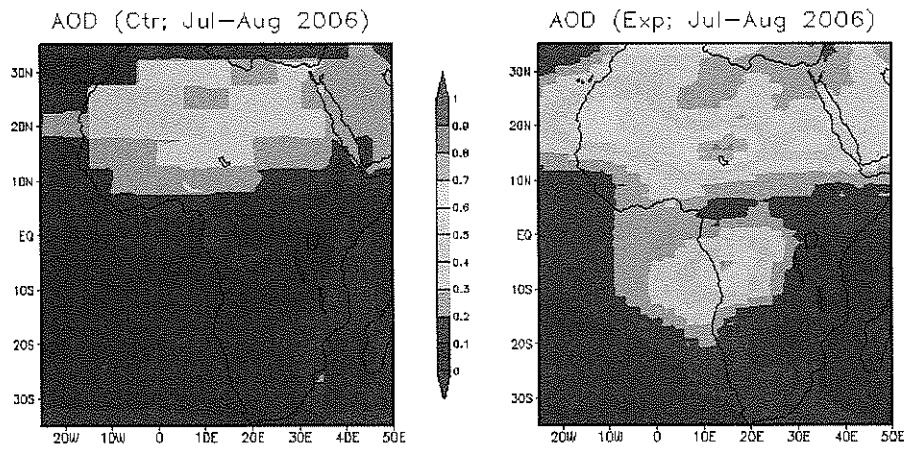 AOD (Ctr; Jul-Aug 2006)
30N
20N
10N
EQ
10S
20S
30S
20W 10W 0 10E 20E 30E 40E 50E
1
0.9
0.8
0.7
0.6
0.5
0.4
0.3
0.2
0.1
0
AOD (Exp; Jul-Aug 2006)
30N
20N
10N
EQ
10S
20S
30S
20W 10W 0 10E 20E 30E 40E 50E